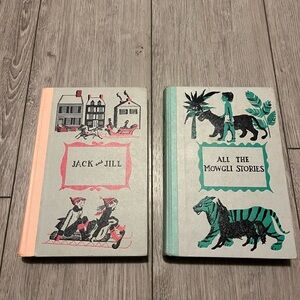 JACK and JILL
ALL THE
MOWGLI STORIES